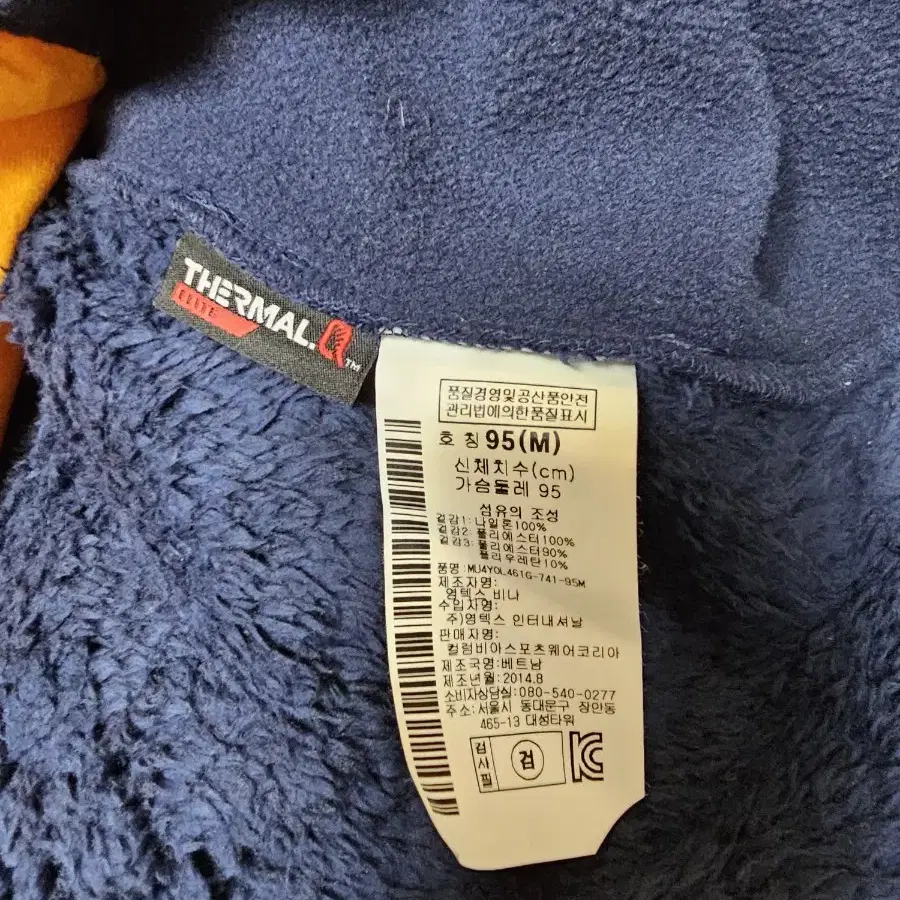 THERMAL.Q™
ELITE
품질경영및공산품안전
관리법에의한품질표시
호 칭 95(M)
신체치수(cm)
가슴둘레 95
섬유의 조성
겉감1: 나일론100%
겉감2: 폴리에스터100%
겉감3: 폴리에스터90%
폴리우레탄10%
품명 : MU4YOL461G-741-95M
제조자명:
영텍스 비나
수입자명:
주)영텍스 인터내셔날
판매자명:
컬럼비아스포츠웨어코리아
제조국명:베트남
제조년월:2014.8
소비자상담실:080-540-0277
주소:서울시 동대문구 장안동
465-13 대성타워
검사필
검
KC